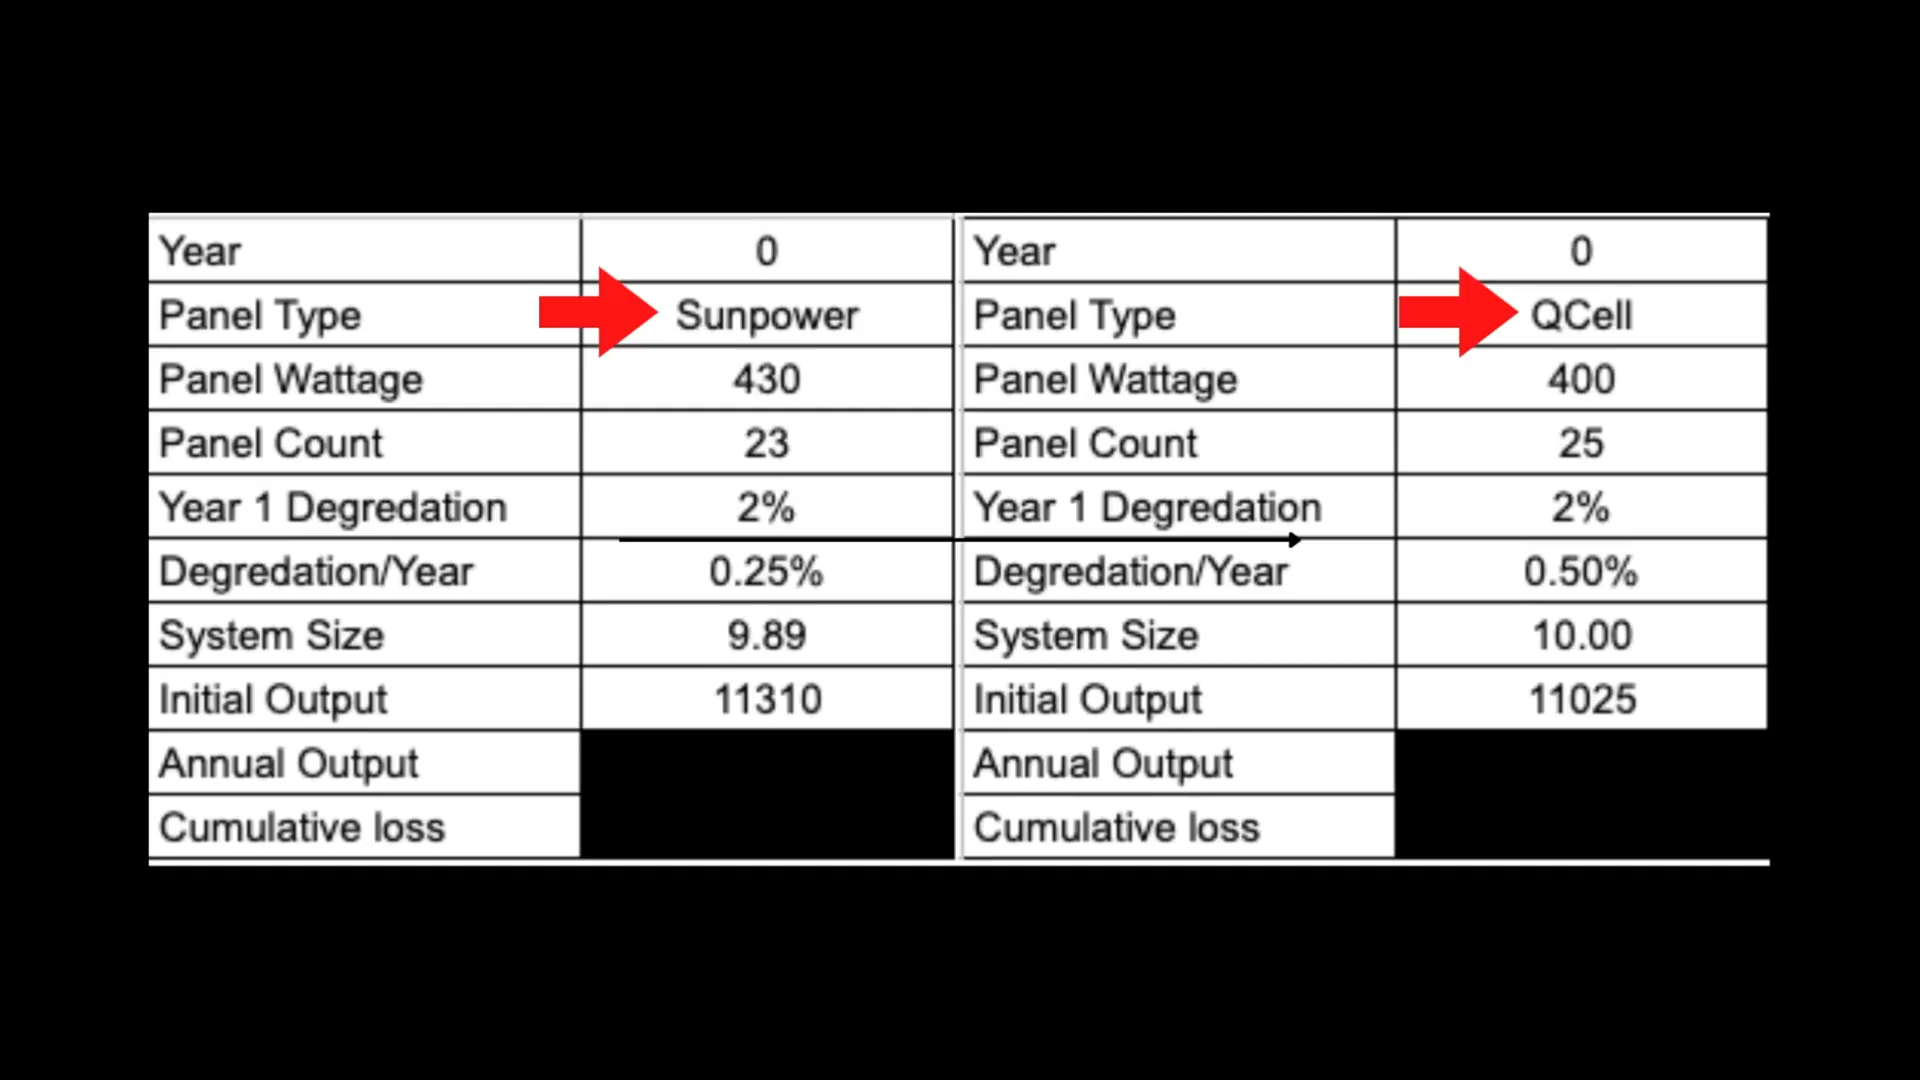 Year 0 Year 0
Panel Type Sunpower Panel Type QCell
Panel Wattage 430 Panel Wattage 400
Panel Count 23 Panel Count 25
Year 1 Degredation 2% Year 1 Degredation 2%
Degredation/Year 0.25% Degredation/Year 0.50%
System Size 9.89 System Size 10.00
Initial Output 11310 Initial Output 11025
Annual Output Annual Output
Cumulative loss Cumulative loss